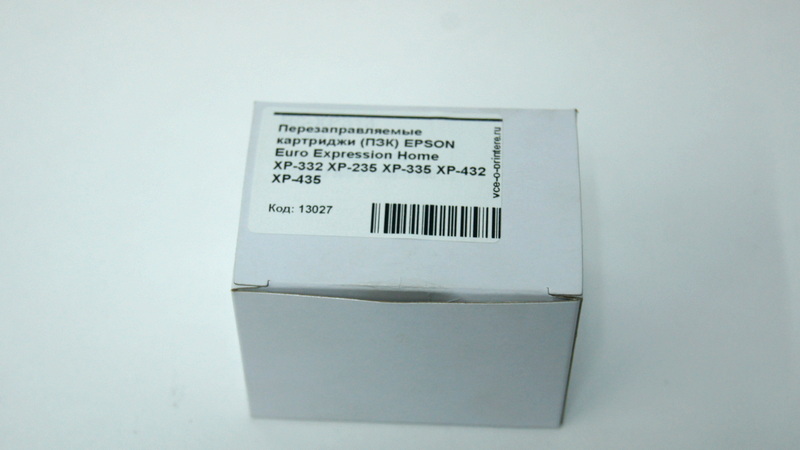 Перезаправляемые
картриджи (ПЗК) EPSON
Euro Expression Home
XP-332 XP-235 XP-335 XP-432
XP-435
Код: 13027
vce-o-printere.ru